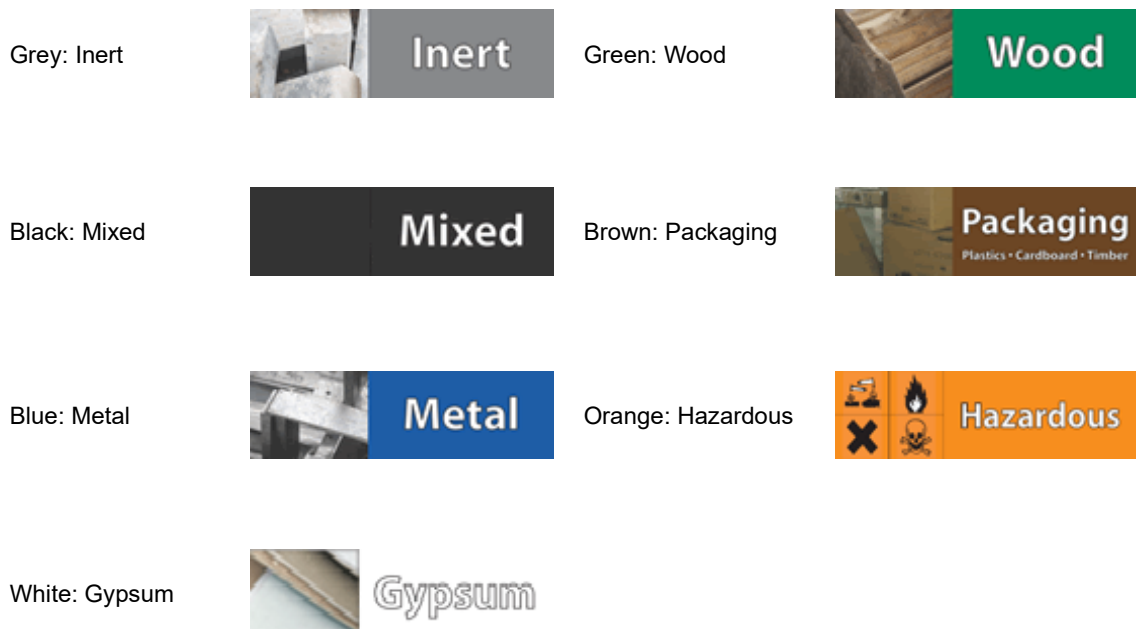 Grey: Inert
Inert
Green: Wood
Wood
Black: Mixed
Mixed
Brown: Packaging
Packaging
Plastics • Cardboard • Timber
Blue: Metal
Metal
Orange: Hazardous
Hazardous
White: Gypsum
Gypsum